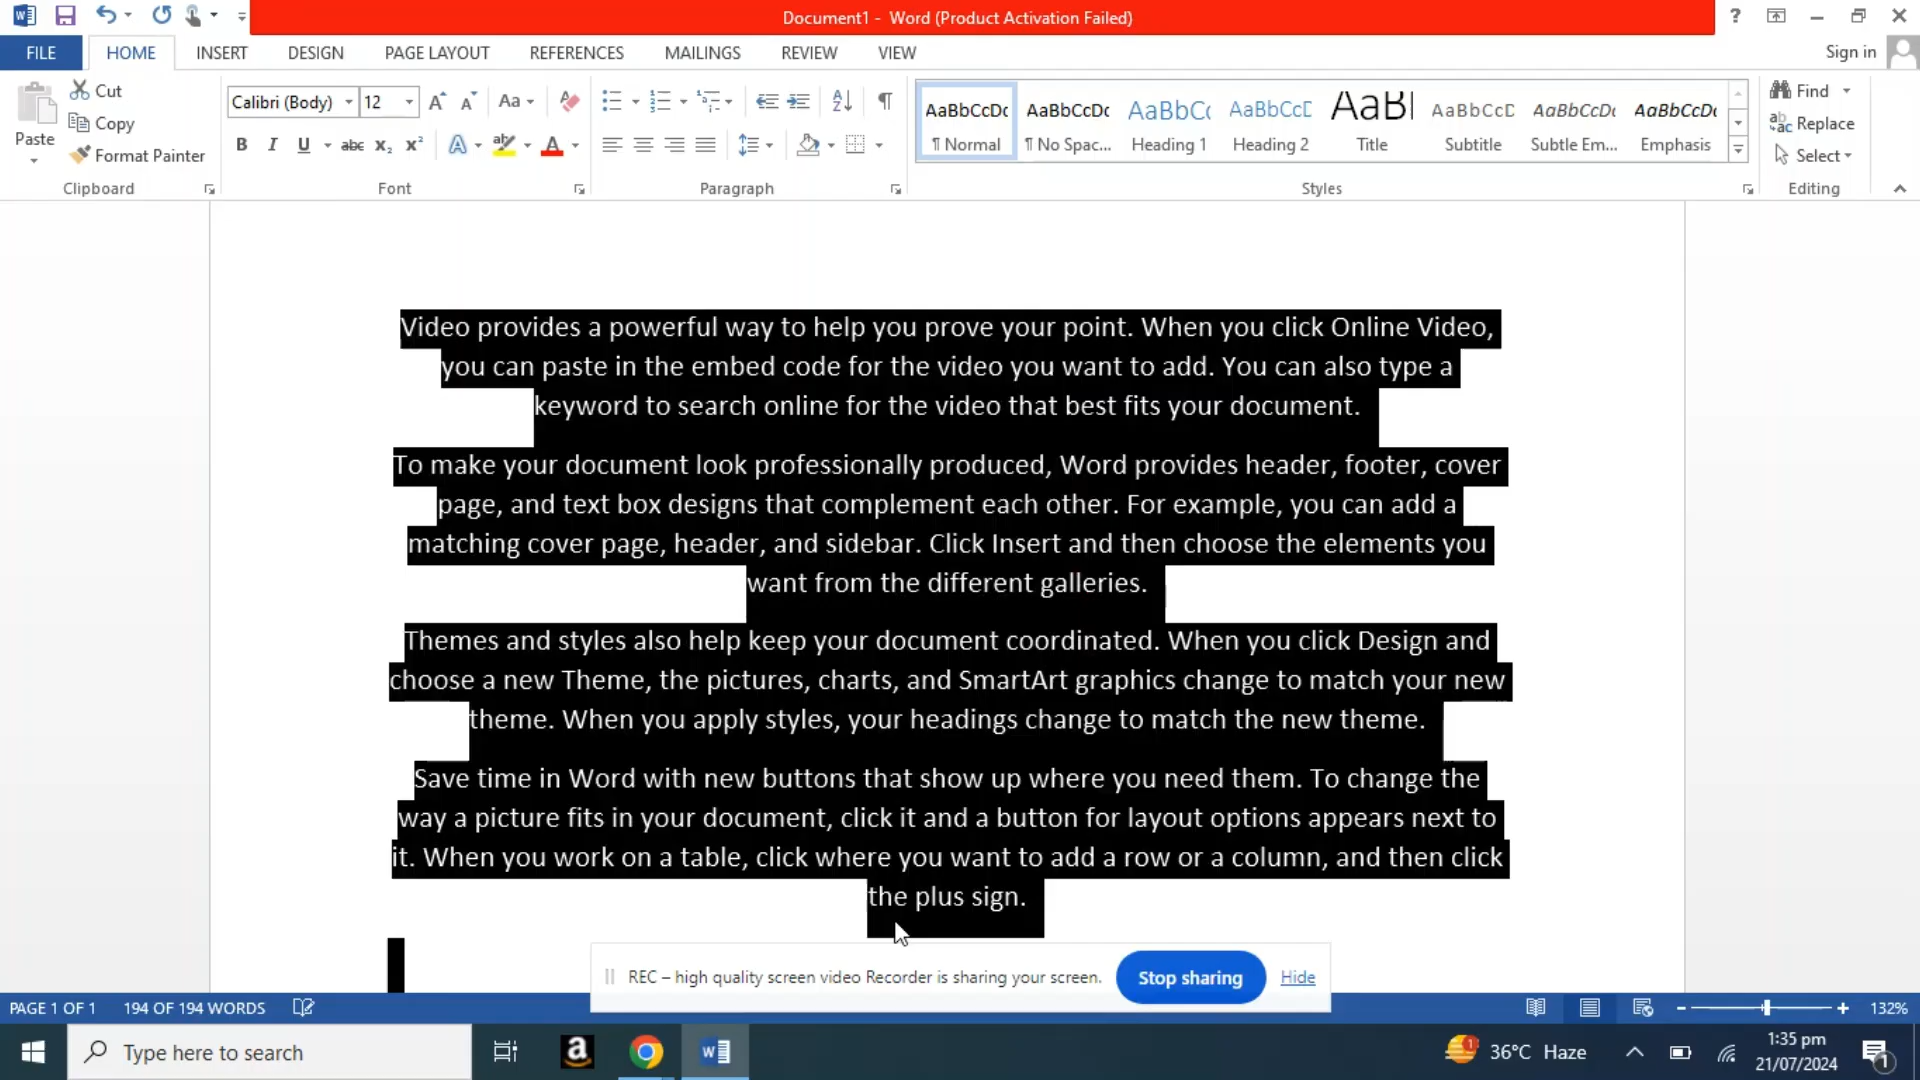 Document1 - Word (Product Activation Failed)
FILE HOME INSERT DESIGN PAGE LAYOUT REFERENCES MAILINGS REVIEW VIEW Sign in
Paste
Cut
Copy
Format Painter
Clipboard
Calibri (Body) 12
Font
Paragraph
AaBbCcDc AaBbCcDc AaBbC AaBbCcD AaB AaBbCcD AaBbCcDc AaBbCcDc
¶ Normal ¶ No Spac... Heading 1 Heading 2 Title Subtitle Subtle Em... Emphasis
Styles
Find
Replace
Select
Editing
Video provides a powerful way to help you prove your point. When you click Online Video,
you can paste in the embed code for the video you want to add. You can also type a
keyword to search online for the video that best fits your document.
To make your document look professionally produced, Word provides header, footer, cover
page, and text box designs that complement each other. For example, you can add a
matching cover page, header, and sidebar. Click Insert and then choose the elements you
want from the different galleries.
Themes and styles also help keep your document coordinated. When you click Design and
choose a new Theme, the pictures, charts, and SmartArt graphics change to match your new
theme. When you apply styles, your headings change to match the new theme.
Save time in Word with new buttons that show up where you need them. To change the
way a picture fits in your document, click it and a button for layout options appears next to
it. When you work on a table, click where you want to add a row or a column, and then click
the plus sign.
REC – high quality screen video Recorder is sharing your screen. Stop sharing Hide
PAGE 1 OF 1 194 OF 194 WORDS 132%
Type here to search
36°C Haze
1:35 pm
21/07/2024